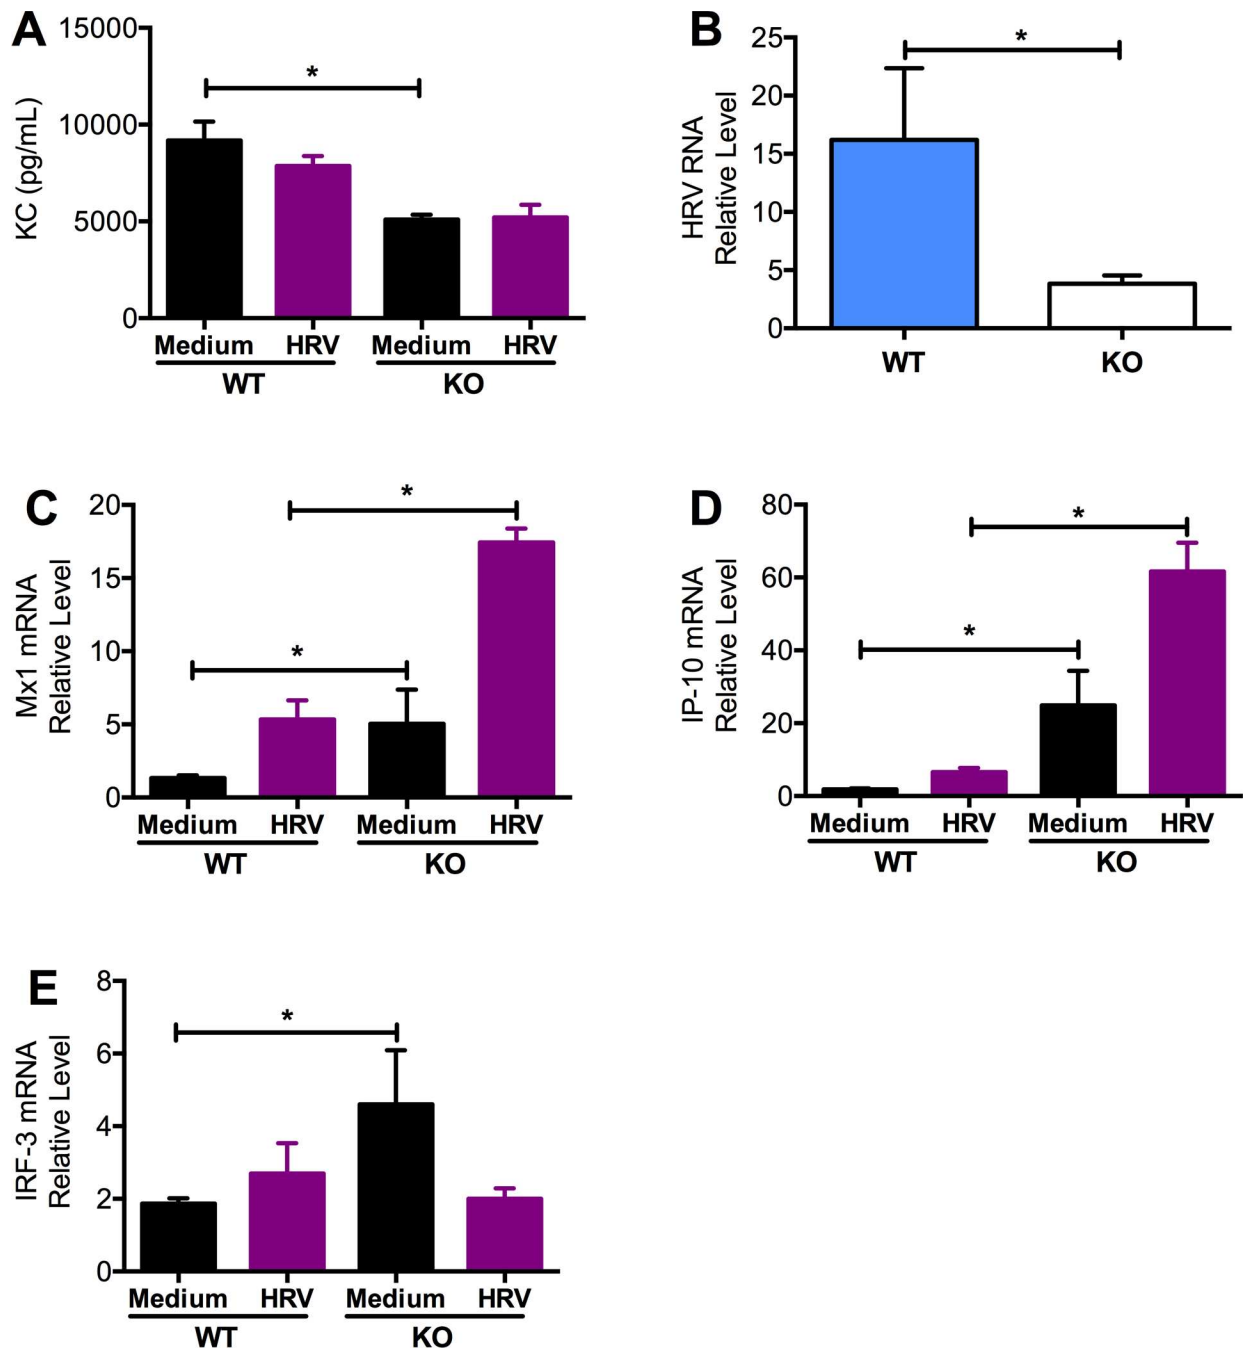 A
KC (pg/mL)
15000
10000
5000
0
*
Medium HRV Medium HRV
WT KO
B
HRV RNA
Relative Level
25
20
15
10
5
0
*
WT KO
C
Mx1 mRNA
Relative Level
20
15
10
5
0
*
*
Medium HRV Medium HRV
WT KO
D
IP-10 mRNA
Relative Level
80
60
40
20
0
*
*
Medium HRV Medium HRV
WT KO
E
IRF-3 mRNA
Relative Level
8
6
4
2
0
*
Medium HRV Medium HRV
WT KO